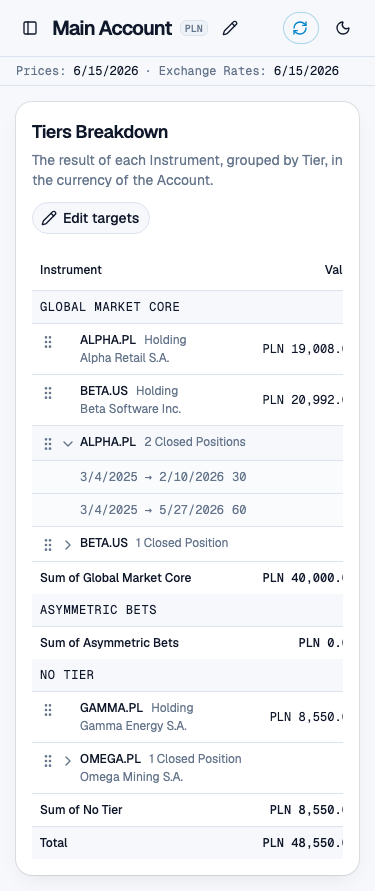 Main Account PLN
Prices: 6/15/2026 · Exchange Rates: 6/15/2026
Tiers Breakdown
The result of each Instrument, grouped by Tier, in
the currency of the Account.
Edit targets
Instrument Val
GLOBAL MARKET CORE
ALPHA.PL Holding
Alpha Retail S.A.
PLN 19,008.
BETA.US Holding
Beta Software Inc.
PLN 20,992.
ALPHA.PL 2 Closed Positions
3/4/2025 → 2/10/2026 30
3/4/2025 → 5/27/2026 60
BETA.US 1 Closed Position
Sum of Global Market Core PLN 40,000.
ASYMMETRIC BETS
Sum of Asymmetric Bets PLN 0.
NO TIER
GAMMA.PL Holding
Gamma Energy S.A.
PLN 8,550.
OMEGA.PL 1 Closed Position
Omega Mining S.A.
Sum of No Tier PLN 8,550.
Total PLN 48,550.